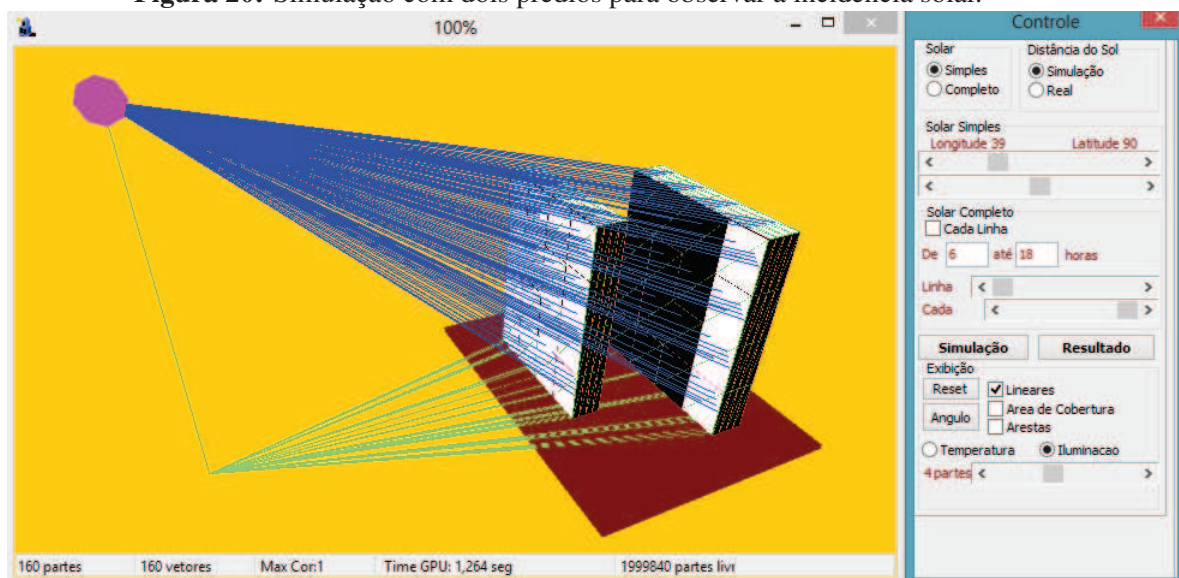 Figura 20: Simulação com dois prédios para observar a incidência solar.
100%
Controle
Solar
Simples
Completo
Distância do Sol
Simulação
Real
Solar Simples
Longitude 39 Latitude 90
Solar Completo
Cada Linha
De 6 até 18 horas
Linha
Cada
Simulação Resultado
Exibição
Reset Lineares
Angulo Area de Cobertura
Arestas
Temperatura Iluminacao
4 partes
160 partes 160 vetores Max Cor:1 Time GPU: 1,264 seg 1999840 partes livr